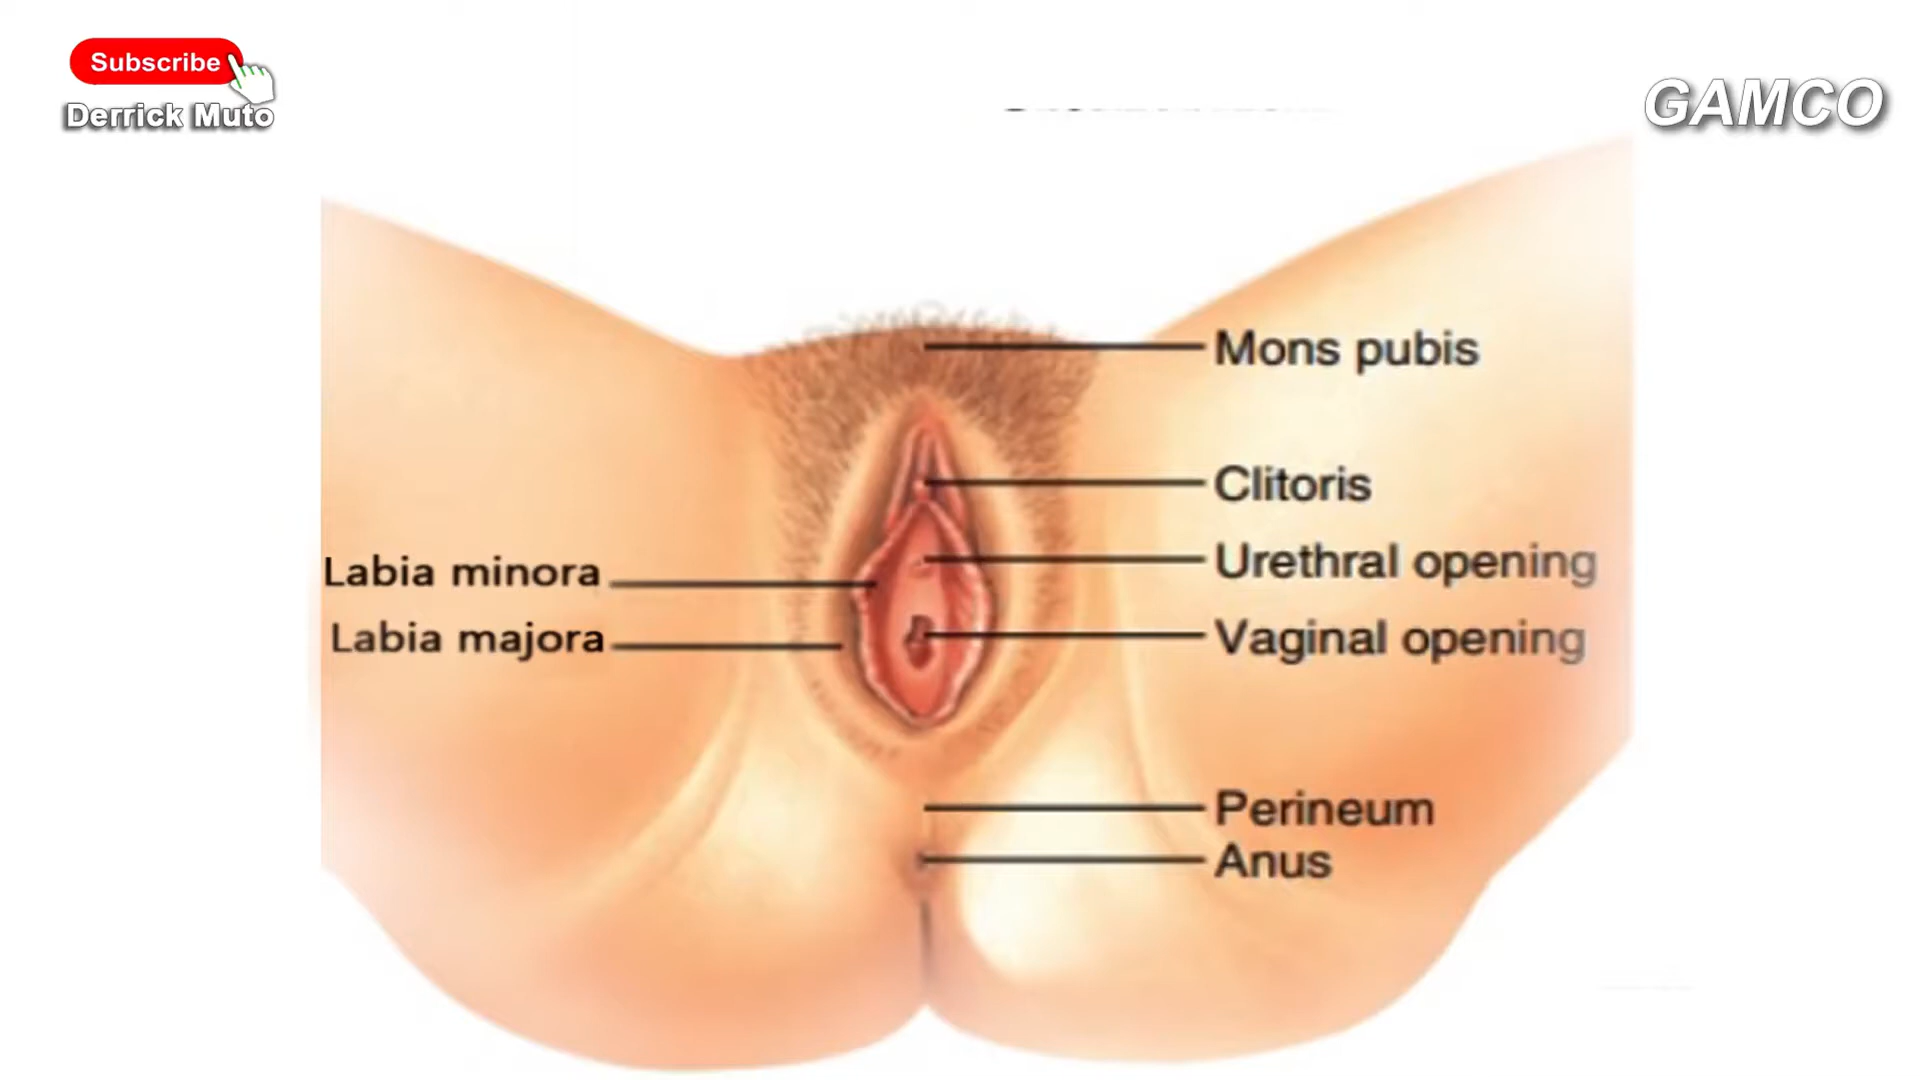 Subscribe
Derrick Muto
GAMCO
Mons pubis
Clitoris
Urethral opening
Labia minora
Vaginal opening
Labia majora
Perineum
Anus